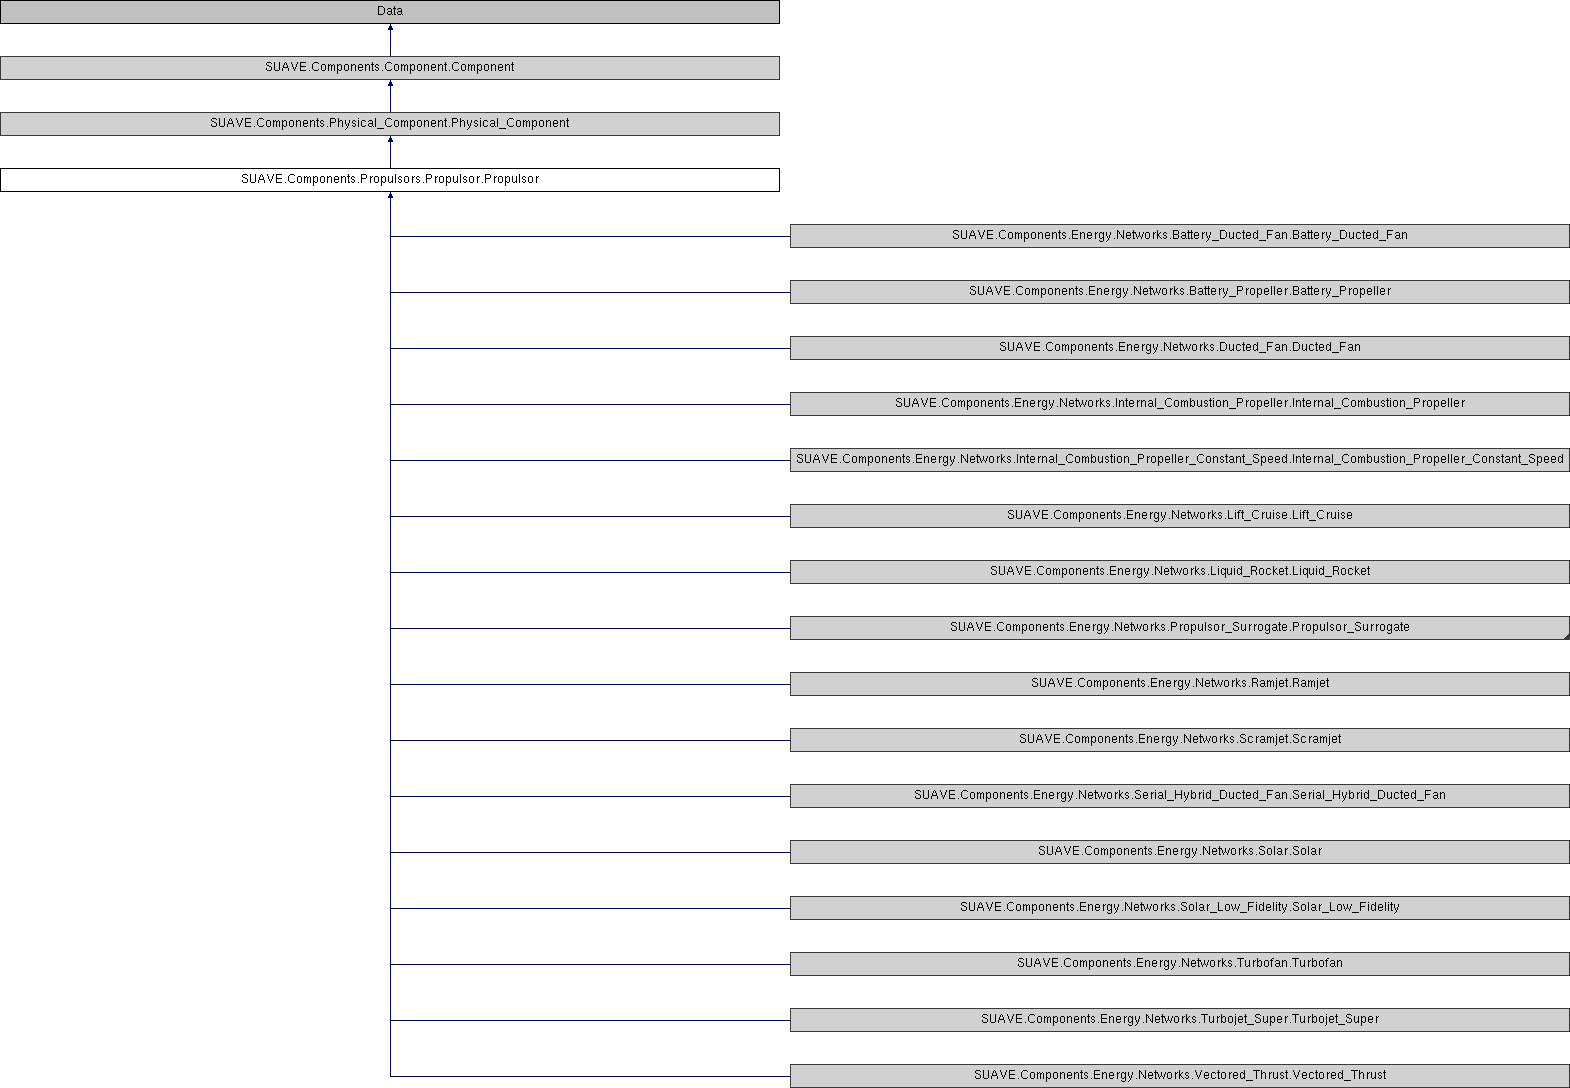 Data
SUAVE.Components.Component.Component
SUAVE.Components.Physical_Component.Physical_Component
SUAVE.Components.Propulsors.Propulsor.Propulsor
SUAVE.Components.Energy.Networks.Battery_Ducted_Fan.Battery_Ducted_Fan
SUAVE.Components.Energy.Networks.Battery_Propeller.Battery_Propeller
SUAVE.Components.Energy.Networks.Ducted_Fan.Ducted_Fan
SUAVE.Components.Energy.Networks.Internal_Combustion_Propeller.Internal_Combustion_Propeller
SUAVE.Components.Energy.Networks.Internal_Combustion_Propeller_Constant_Speed.Internal_Combustion_Propeller_Constant_Speed
SUAVE.Components.Energy.Networks.Lift_Cruise.Lift_Cruise
SUAVE.Components.Energy.Networks.Liquid_Rocket.Liquid_Rocket
SUAVE.Components.Energy.Networks.Propulsor_Surrogate.Propulsor_Surrogate
SUAVE.Components.Energy.Networks.Ramjet.Ramjet
SUAVE.Components.Energy.Networks.Scramjet.Scramjet
SUAVE.Components.Energy.Networks.Serial_Hybrid_Ducted_Fan.Serial_Hybrid_Ducted_Fan
SUAVE.Components.Energy.Networks.Solar.Solar
SUAVE.Components.Energy.Networks.Solar_Low_Fidelity.Solar_Low_Fidelity
SUAVE.Components.Energy.Networks.Turbofan.Turbofan
SUAVE.Components.Energy.Networks.Turbojet_Super.Turbojet_Super
SUAVE.Components.Energy.Networks.Vectored_Thrust.Vectored_Thrust